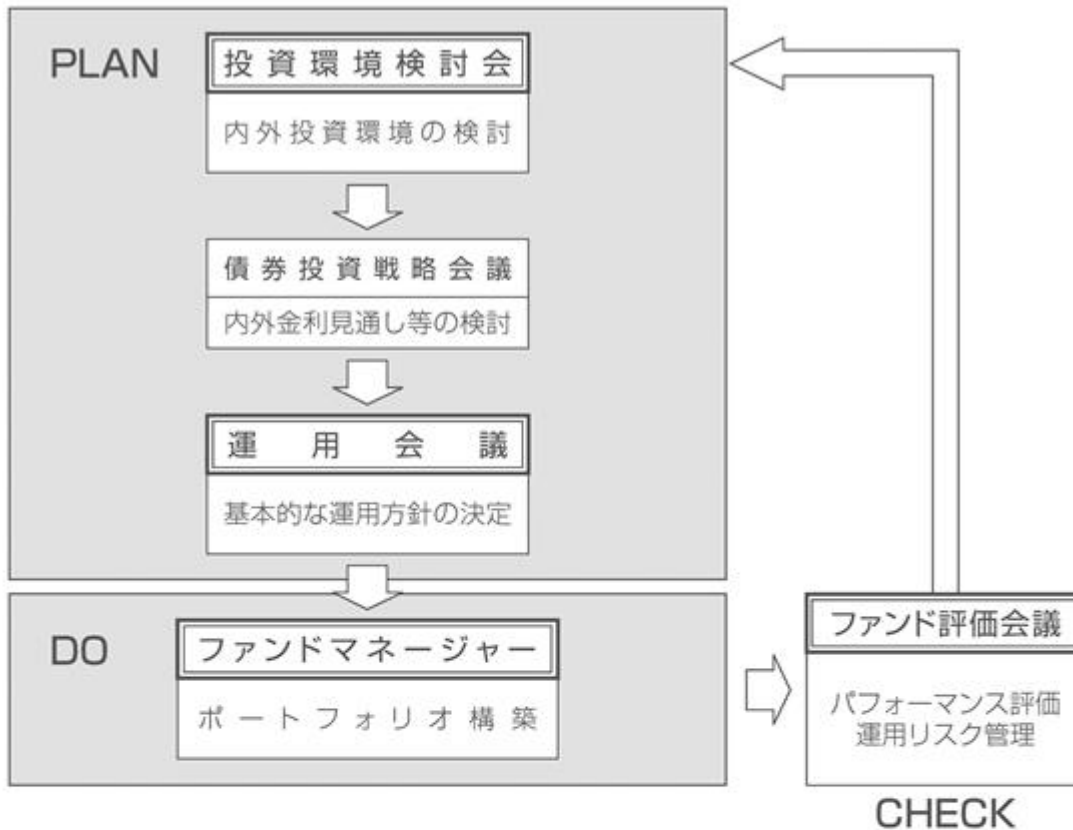 PLAN
投資環境検討会
内外投資環境の検討
債券投資戦略会議
内外金利見通し等の検討
運用会議
基本的な運用方針の決定
DO
ファンドマネージャー
ポートフォリオ構築
ファンド評価会議
パフォーマンス評価
運用リスク管理
CHECK